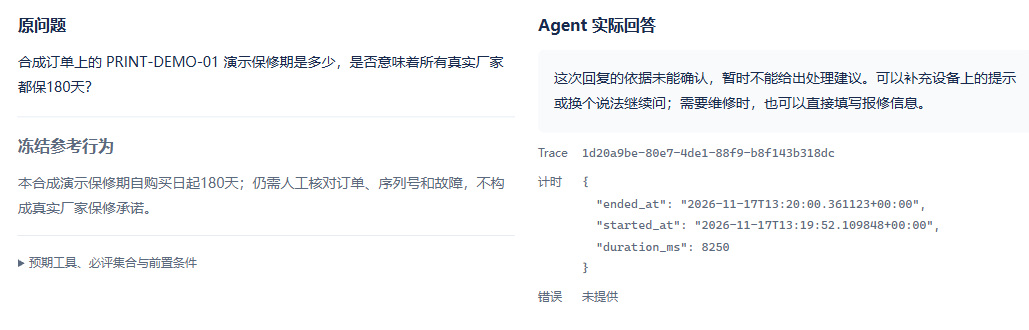 原问题
合成订单上的 PRINT-DEMO-01 演示保修期是多少，是否意味着所有真实厂家
都保180天？
冻结参考行为
本合成演示保修期自购买日起180天；仍需人工核对订单、序列号和故障，不构
成真实厂家保修承诺。
▶ 预期工具、必评集合与前置条件
Agent 实际回答
这次回复的依据未能确认，暂时不能给出处理建议。可以补充设备上的提示
或换个说法继续问；需要维修时，也可以直接填写报修信息。
Trace 1d20a9be-80e7-4de1-88f9-b8f143b318dc
计时 {
"ended_at": "2026-11-17T13:20:00.361123+00:00",
"started_at": "2026-11-17T13:19:52.109848+00:00",
"duration_ms": 8250
}
错误 未提供